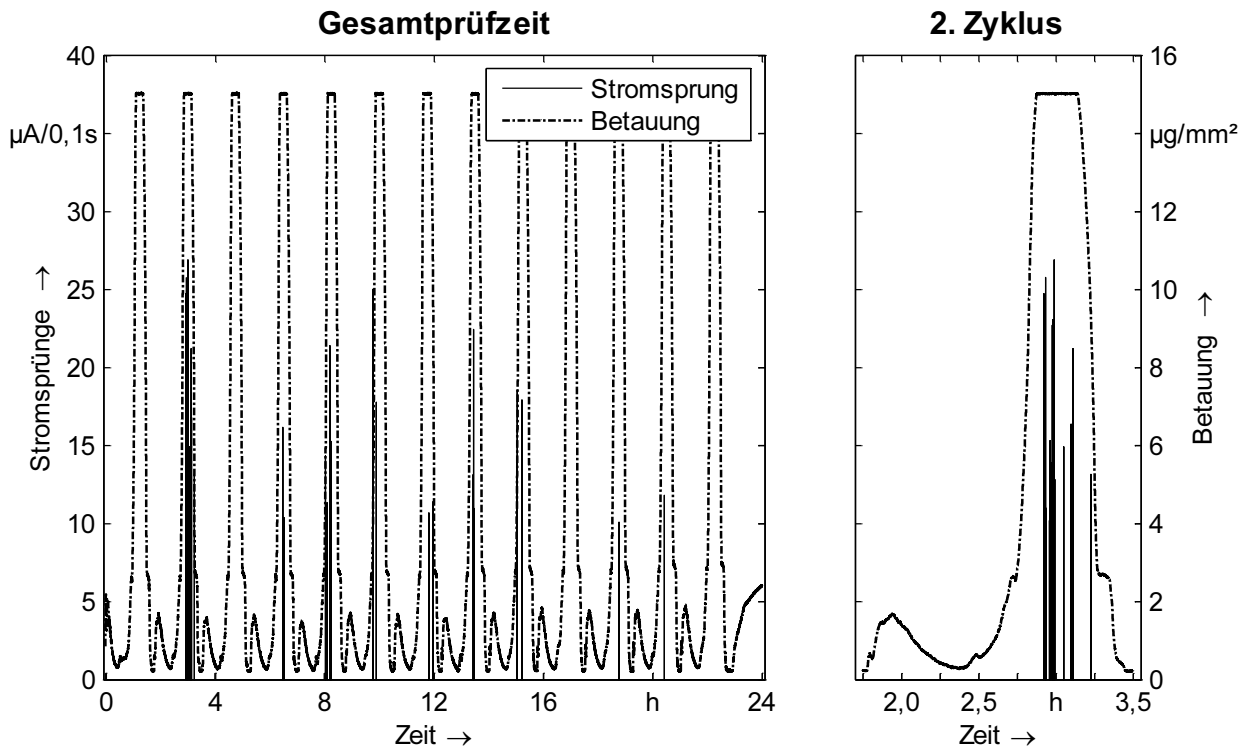 Gesamtprüfzeit
2. Zyklus
Stromsprung
Betauung
40
µA/0,1s
30
25
20
15
10
5
0
Stromsprünge →
0
4
8
12
16
h
24
Zeit →
16
µg/mm²
12
10
8
6
4
2
0
Betauung →
2,0
2,5
h
3,5
Zeit →